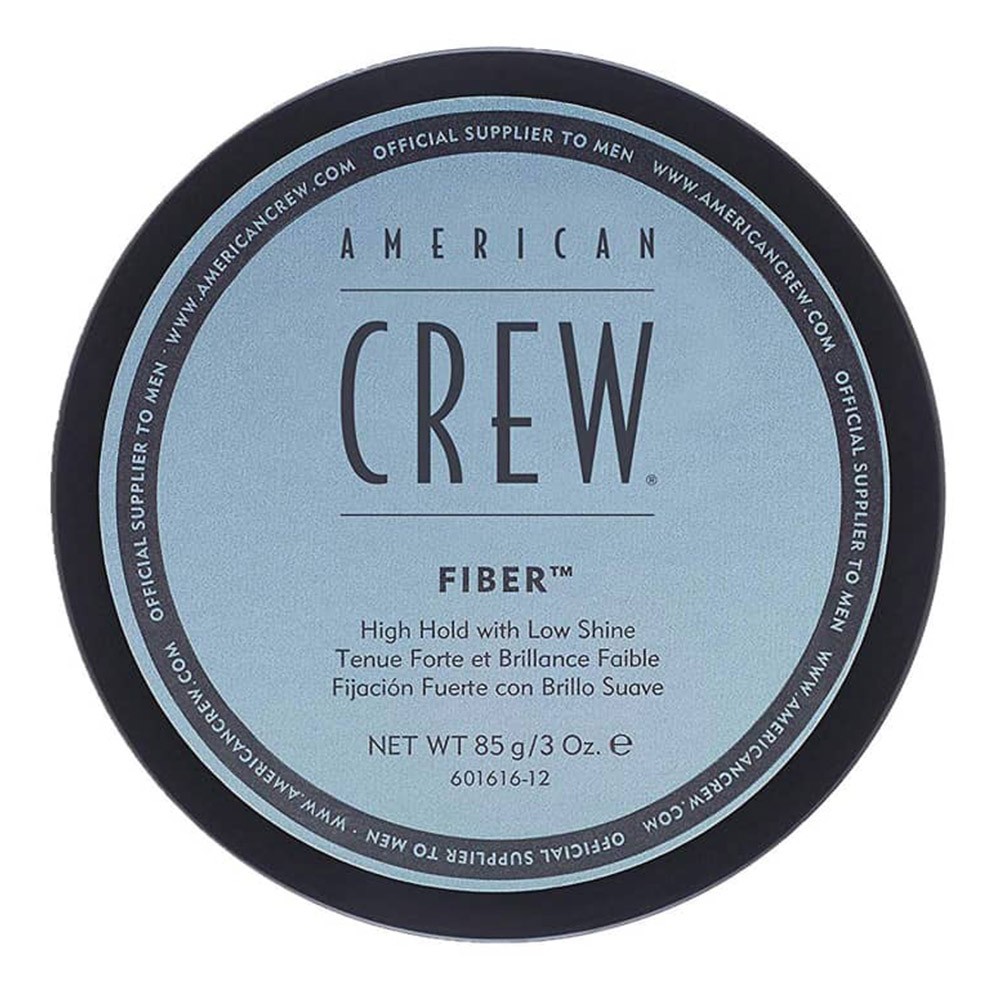 AMERICAN
CREW®
FIBER™
High Hold with Low Shine
Tenue Forte et Brillance Faible
Fijación Fuerte con Brillo Suave
NET WT 85 g/3 Oz. ℮
601616-12
OFFICIAL SUPPLIER TO MEN
WWW.AMERICANCREW.COM
OFFICIAL SUPPLIER TO MEN
WWW.AMERICANCREW.COM
OFFICIAL SUPPLIER TO MEN ·
WWW.AMERICANCREW.COM
OFFICIAL SUPPLIER TO MEN ·
WWW.AMERICANCREW.COM